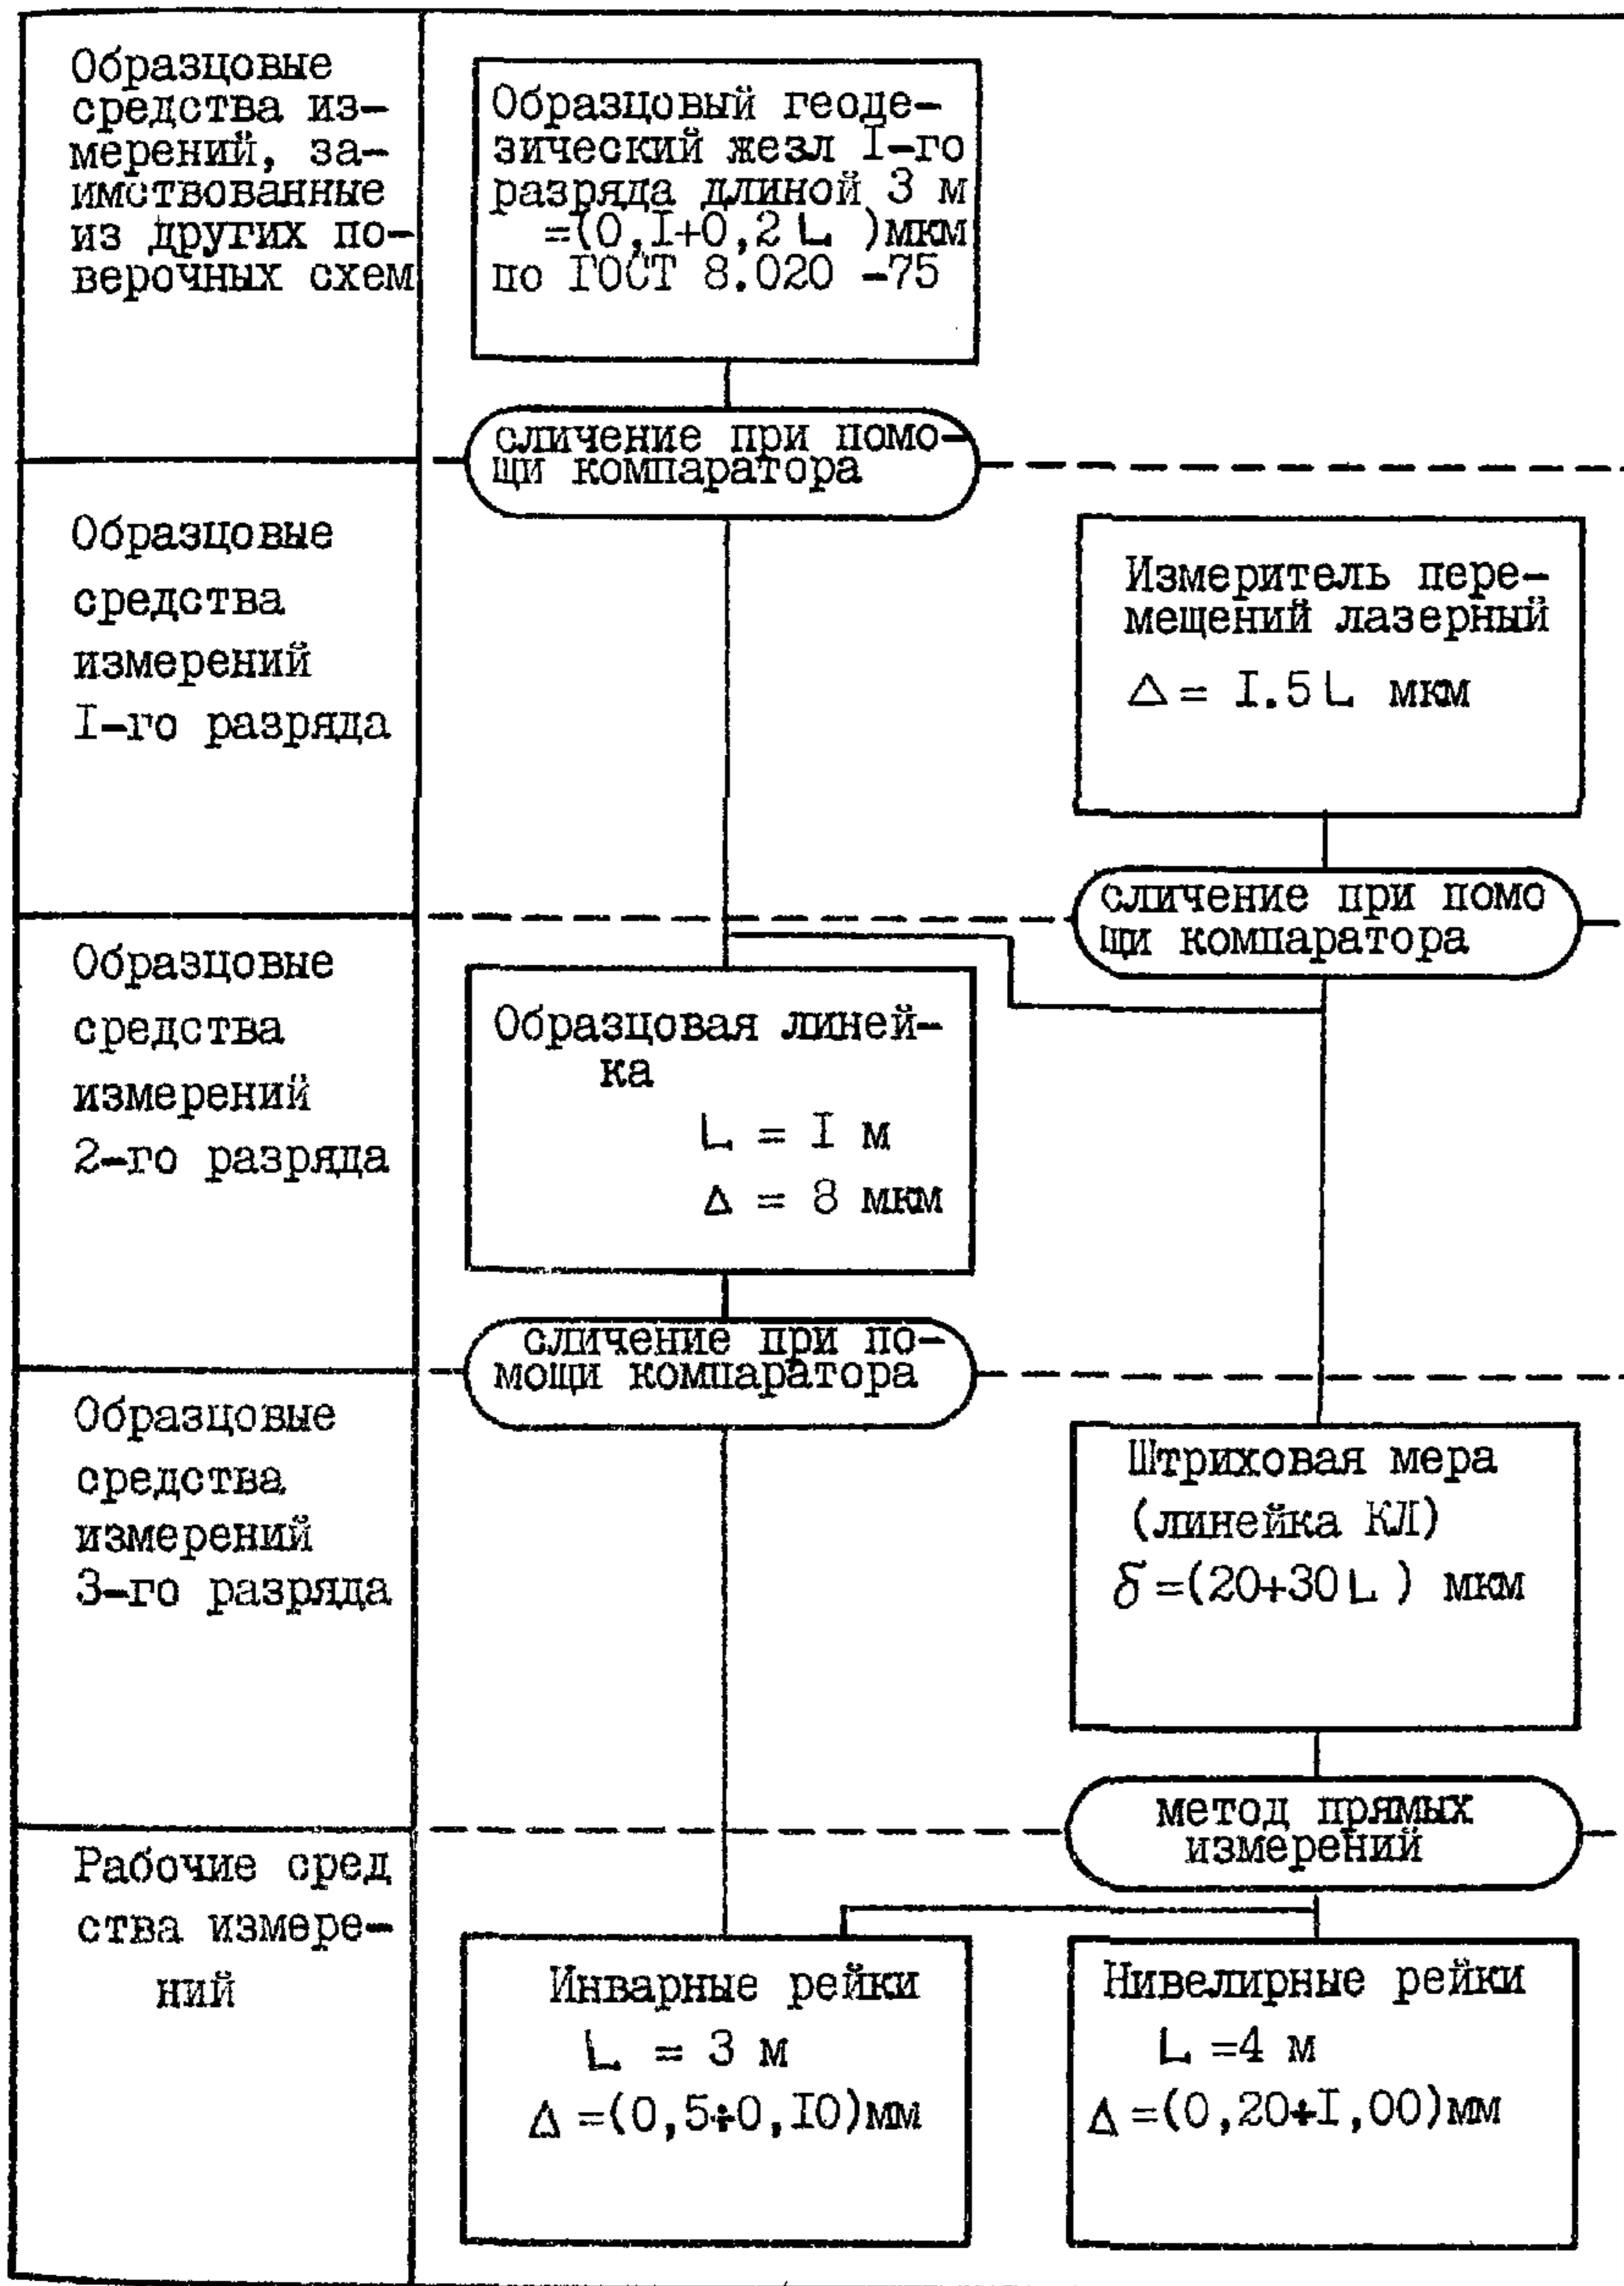 Образцовые
средства из-
мерений, за-
имствованные
из других по-
верочных схем
Образцовый геоде-
зический жезл I-го
разряда длиной 3 м
=(0,I+0,2 L )мкм
по ГОСТ 8.020 -75
сличение при помо-
щи компаратора
Образцовые
средства
измерений
I-го разряда
Измеритель пере-
мещений лазерный
Δ = I.5 L мкм
сличение при помо
щи компаратора
Образцовые
средства
измерений
2-го разряда
Образцовая линей-
ка
L = I м
Δ = 8 мкм
сличение при по-
мощи компаратора
Образцовые
средства
измерений
3-го разряда
Штриховая мера
(линейка КЛ)
δ =(20+30 L ) мкм
метод прямых
измерений
Рабочие сред
ства измере-
ний
Инварные рейки
L = 3 м
Δ =(0,5÷0,I0)мм
Нивелирные рейки
L =4 м
Δ =(0,20÷I,00)мм